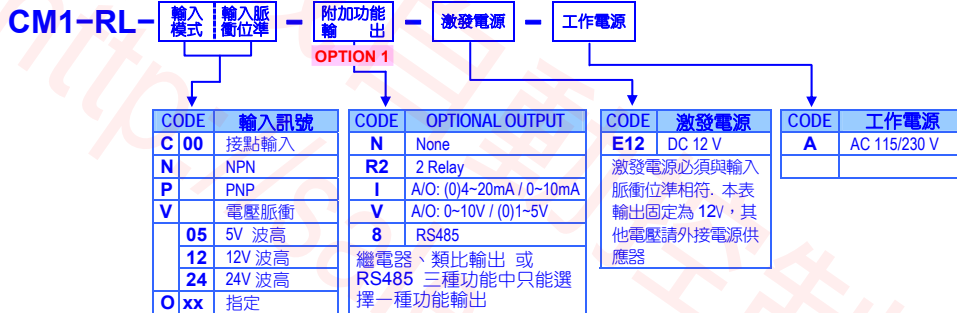 CM1-RL- 輸入模式 輸入脈衝位準 - 附加功能輸出 - 激發電源 - 工作電源
OPTION 1
CODE 輸入訊號
C 00 接點輸入
N NPN
P PNP
V 電壓脈衝
05 5V 波高
12 12V 波高
24 24V 波高
O xx 指定
CODE OPTIONAL OUTPUT
N None
R2 2 Relay
I A/O: (0)4~20mA / 0~10mA
V A/O: 0~10V / (0)1~5V
8 RS485
繼電器、類比輸出 或
RS485 三種功能中只能選
擇一種功能輸出
CODE 激發電源
E12 DC 12 V
激發電源必須與輸入
脈衝位準相符. 本表
輸出固定為 12V，其
他電壓請外接電源供
應器
CODE 工作電源
A AC 115/230 V